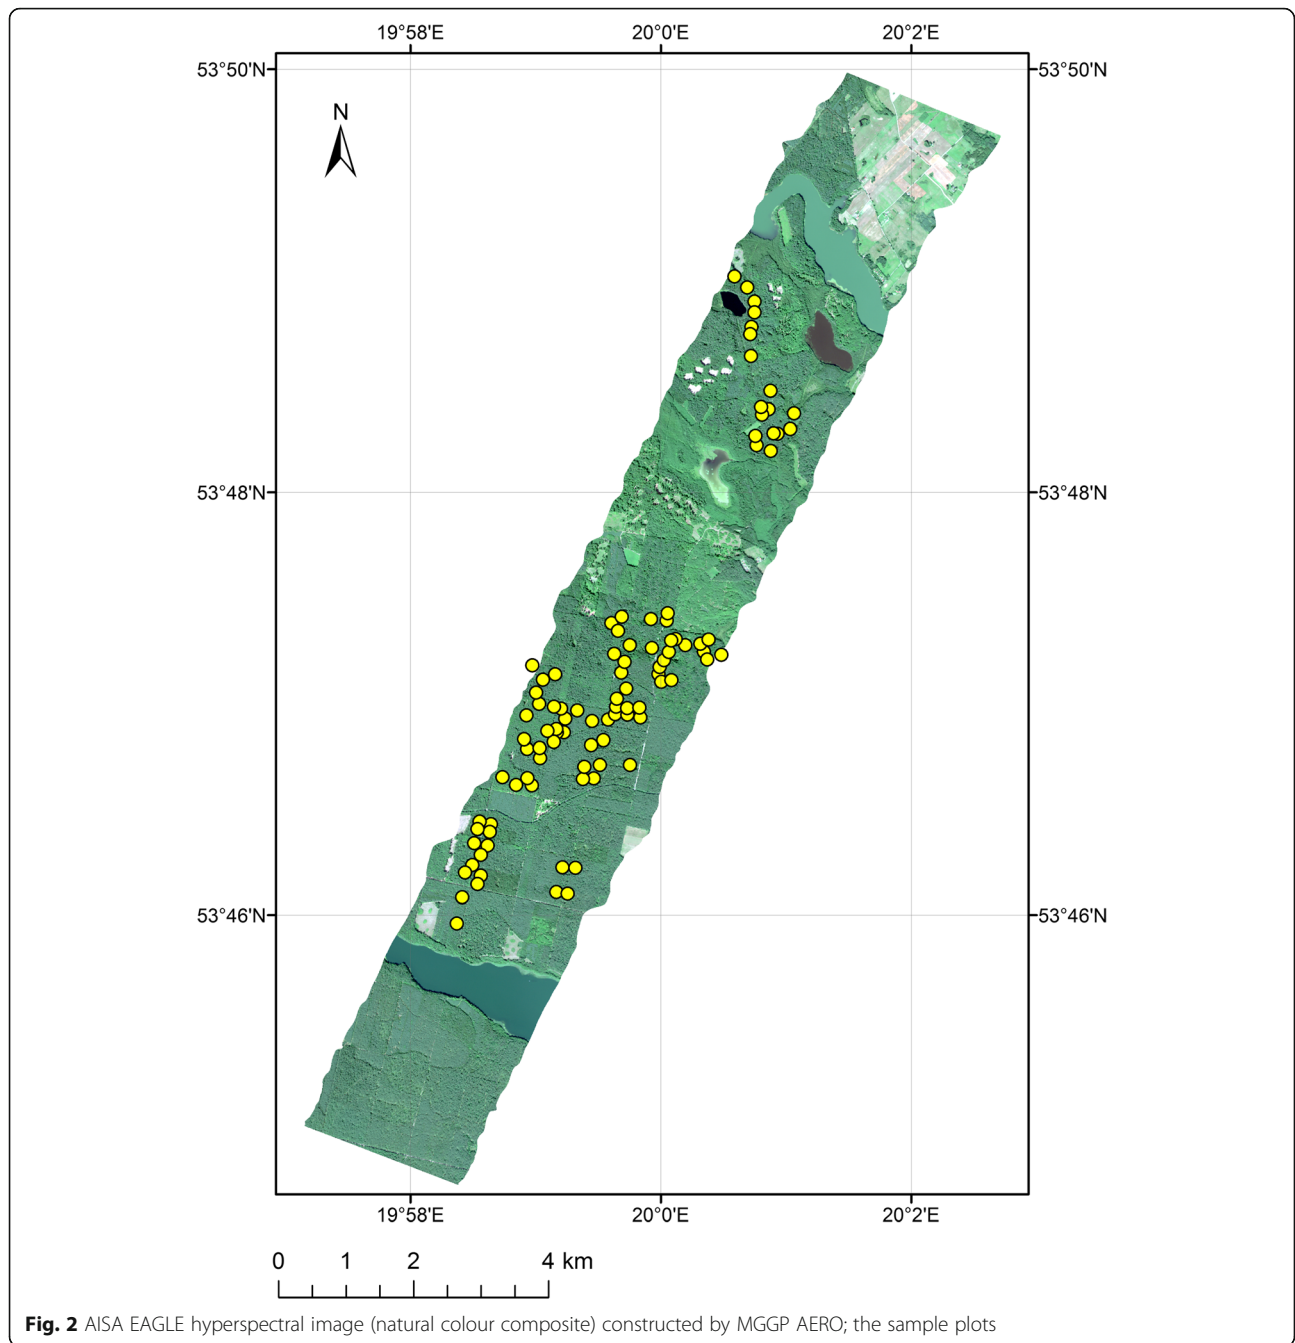 19°58'E 20°0'E 20°2'E
53°50'N 53°50'N
N
53°48'N 53°48'N
53°46'N 53°46'N
19°58'E 20°0'E 20°2'E
0 1 2 4 km
Fig. 2 AISA EAGLE hyperspectral image (natural colour composite) constructed by MGGP AERO; the sample plots